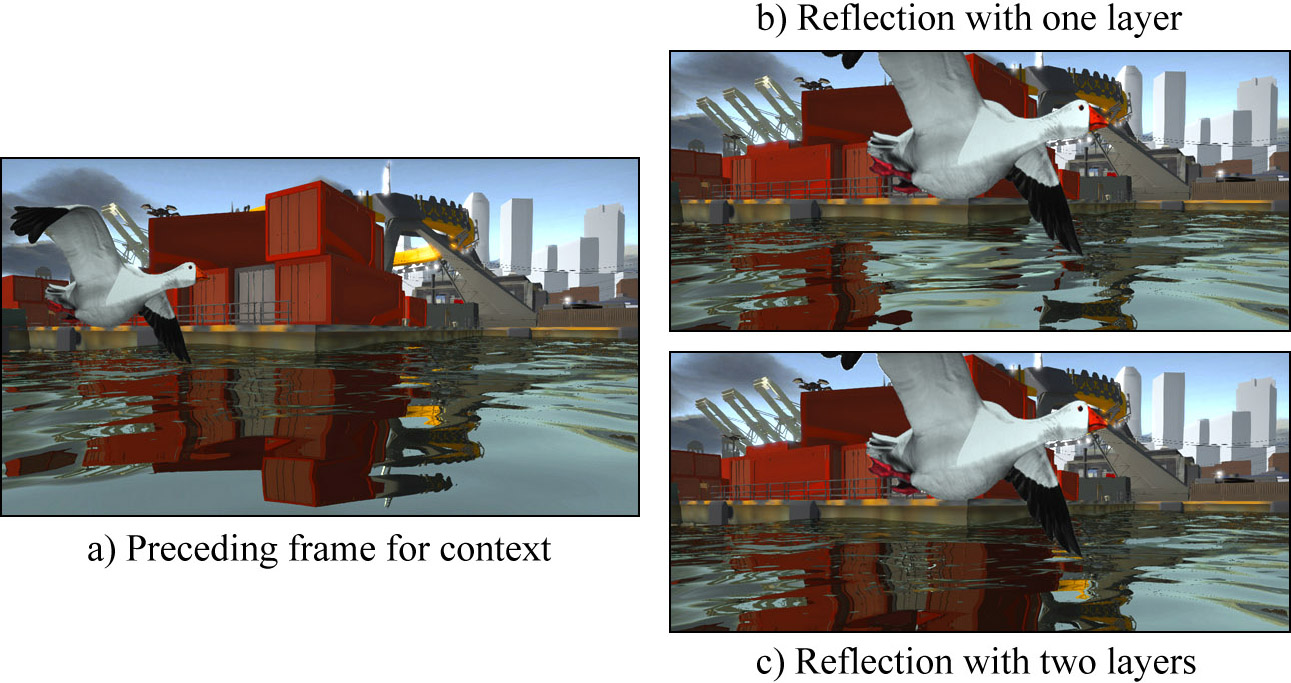 b) Reflection with one layer
a) Preceding frame for context
c) Reflection with two layers